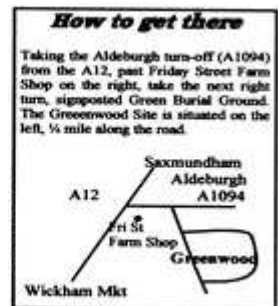 How to get there
Taking the Aldeburgh turn-off (A1094)
from the A12, past Friday Street Farm
Shop on the right, take the next right
turn, signposted Green Burial Ground.
The Greeenwood Site is situated on the
left, ¼ mile along the road.
Saxmundham
Aldeburgh
A12
A1094
Fri St
Farm Shop
Greenwood
Wickham Mkt